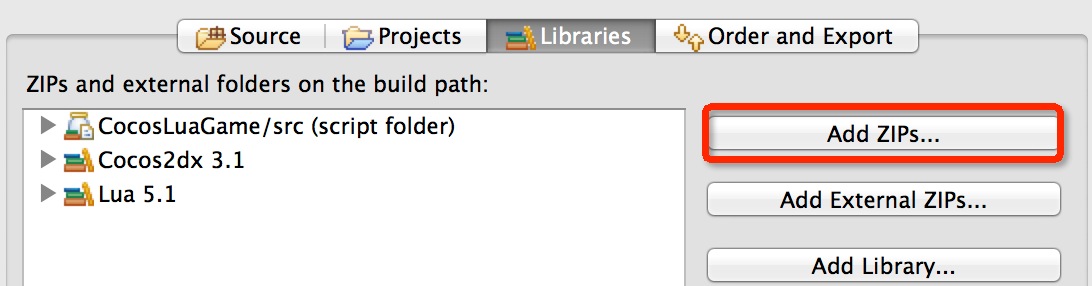 Source Projects Libraries Order and Export
ZIPs and external folders on the build path:
CocosLuaGame/src (script folder)
Cocos2dx 3.1
Lua 5.1
Add ZIPs...
Add External ZIPs...
Add Library...